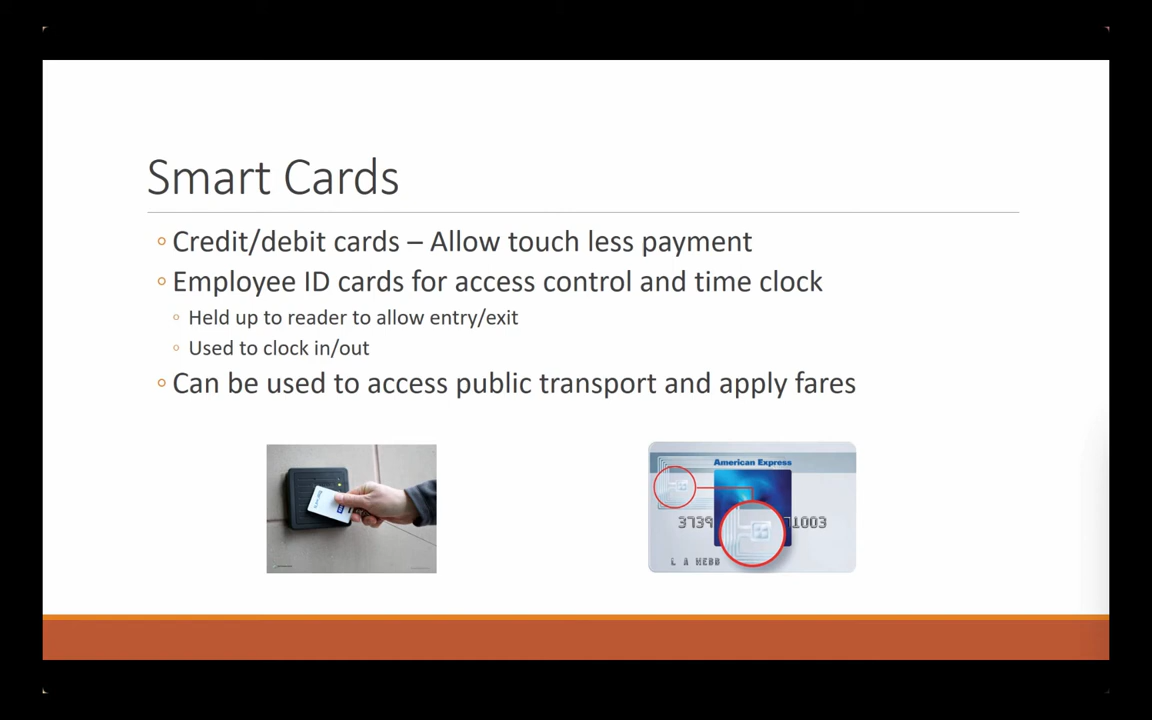 Smart Cards
Credit/debit cards – Allow touch less payment
Employee ID cards for access control and time clock
Held up to reader to allow entry/exit
Used to clock in/out
Can be used to access public transport and apply fares
American Express
3739 71003
L A HEBB